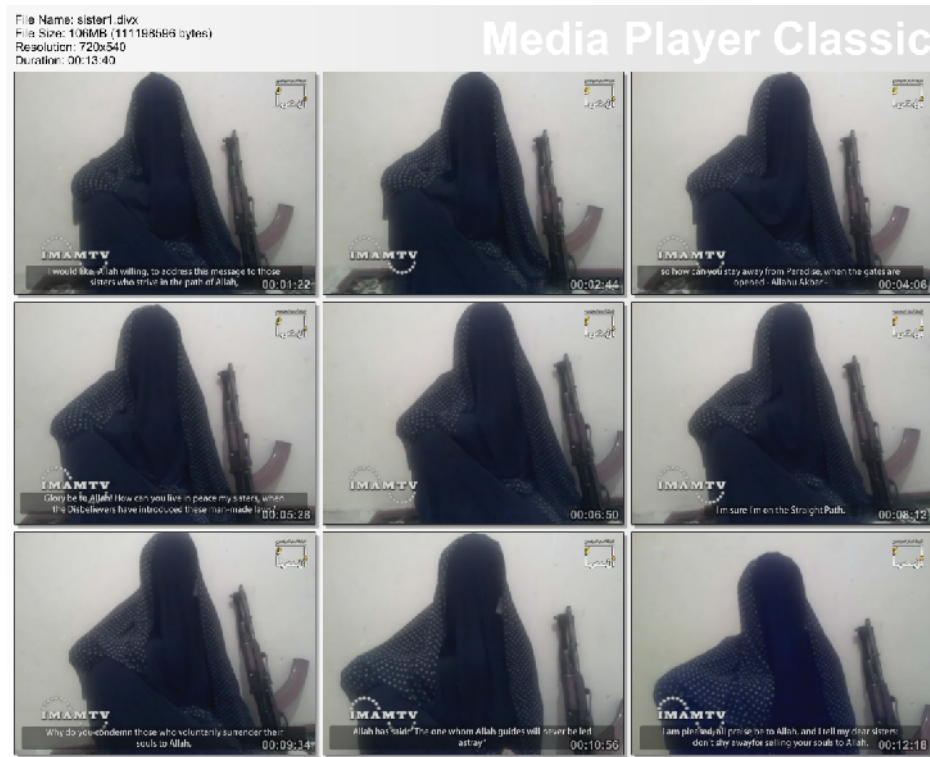 File Name: sister1.divx
File Size: 106MB (111198596 bytes)
Resolution: 720x540
Duration: 00:13:40
Media Player Classic
IMAMTV
I would like, Allah willing, to address this message to those
sisters who strive in the path of Allah,
00:01:22
IMAMTV
00:02:44
IMAMTV
so how can you stay away from Paradise, when the gates are
opened - Allahu Akbar -
00:04:06
IMAMTV
Glory be to Allah! How can you live in peace my sisters, when
the Disbelievers have introduced these man-made
00:05:28
IMAMTV
00:06:50
IMAMTV
I'm sure I'm on the Straight Path.
00:08:12
IMAMTV
Why do you condemn those who volunterily surrender their
souls to Allah.
00:09:34
IMAMTV
Allah has said: "The one whom Allah guides will never be led
astray"
00:10:56
IMAMTV
I am pleased, all praise be to Allah, and I tell my dear sisters:
don't shy awayfor selling your souls to Allah.
00:12:18